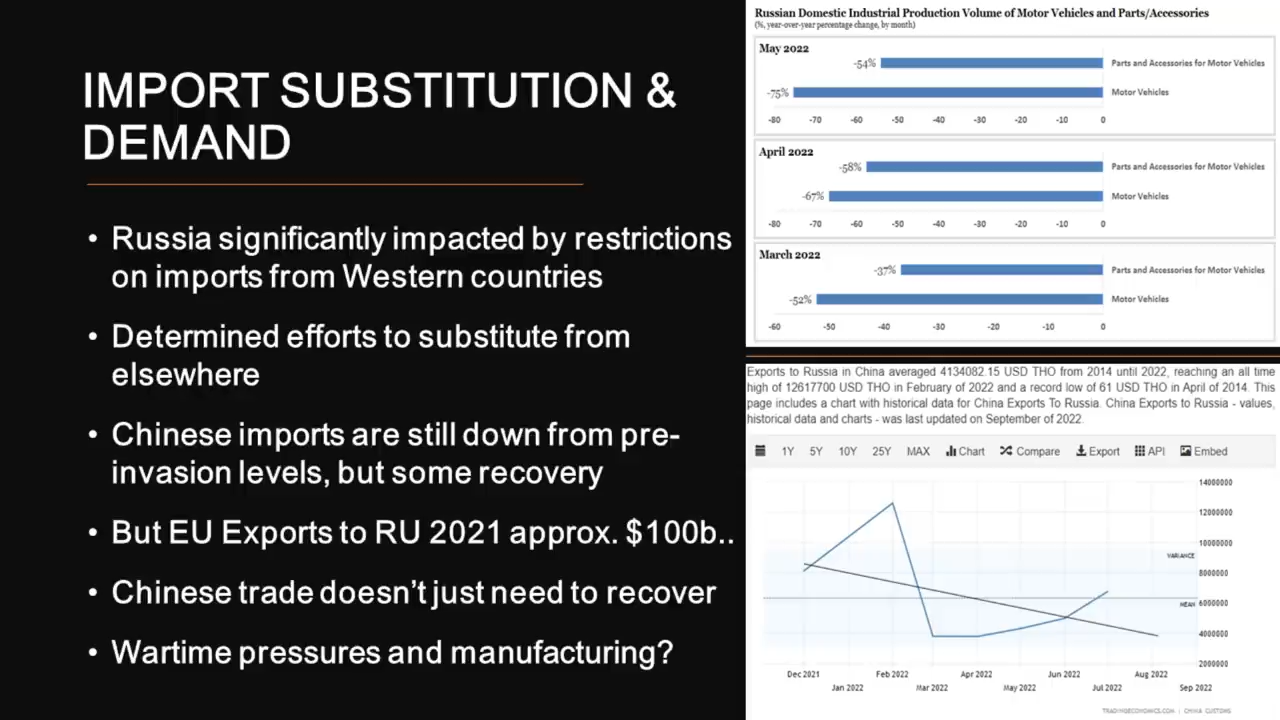 IMPORT SUBSTITUTION &
DEMAND
• Russia significantly impacted by restrictions
on imports from Western countries
• Determined efforts to substitute from
elsewhere
• Chinese imports are still down from pre-
invasion levels, but some recovery
• But EU Exports to RU 2021 approx. $100b..
• Chinese trade doesn't just need to recover
• Wartime pressures and manufacturing?
Russian Domestic Industrial Production Volume of Motor Vehicles and Parts/Accessories
(%, year-over-year percentage change, by month)
May 2022
-54% Parts and Accessories for Motor Vehicles
-75% Motor Vehicles
-80 -70 -60 -50 -40 -30 -20 -10 0
April 2022
-58% Parts and Accessories for Motor Vehicles
-67% Motor Vehicles
-80 -70 -60 -50 -40 -30 -20 -10 0
March 2022
-37% Parts and Accessories for Motor Vehicles
-52% Motor Vehicles
-60 -50 -40 -30 -20 -10 0
Exports to Russia in China averaged 4134082.15 USD THO from 2014 until 2022, reaching an all time
high of 12617700 USD THO in February of 2022 and a record low of 61 USD THO in April of 2014. This
page includes a chart with historical data for China Exports To Russia. China Exports to Russia - values,
historical data and charts - was last updated on September of 2022.
1Y 5Y 10Y 25Y MAX Chart Compare Export API Embed
14000000
12000000
10000000
VARIANCE
8000000
MEAN 6000000
4000000
2000000
Dec 2021 Feb 2022 Apr 2022 Jun 2022 Aug 2022
Jan 2022 Mar 2022 May 2022 Jul 2022 Sep 2022
TRADINGECONOMICS.COM | CHINA CUSTOMS